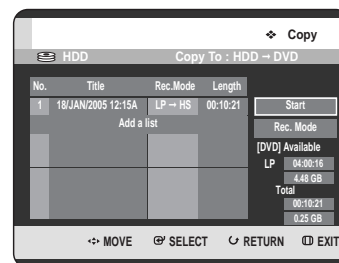 ❖ Copy
HDD Copy To : HDD → DVD
No. Title Rec.Mode Length
1 18/JAN/2005 12:15A LP → HS 00:10:21
Add a list
Start
Rec. Mode
[DVD] Available
LP 04:00:16
4.48 GB
Total
00:10:21
0.25 GB
MOVE SELECT RETURN EXIT